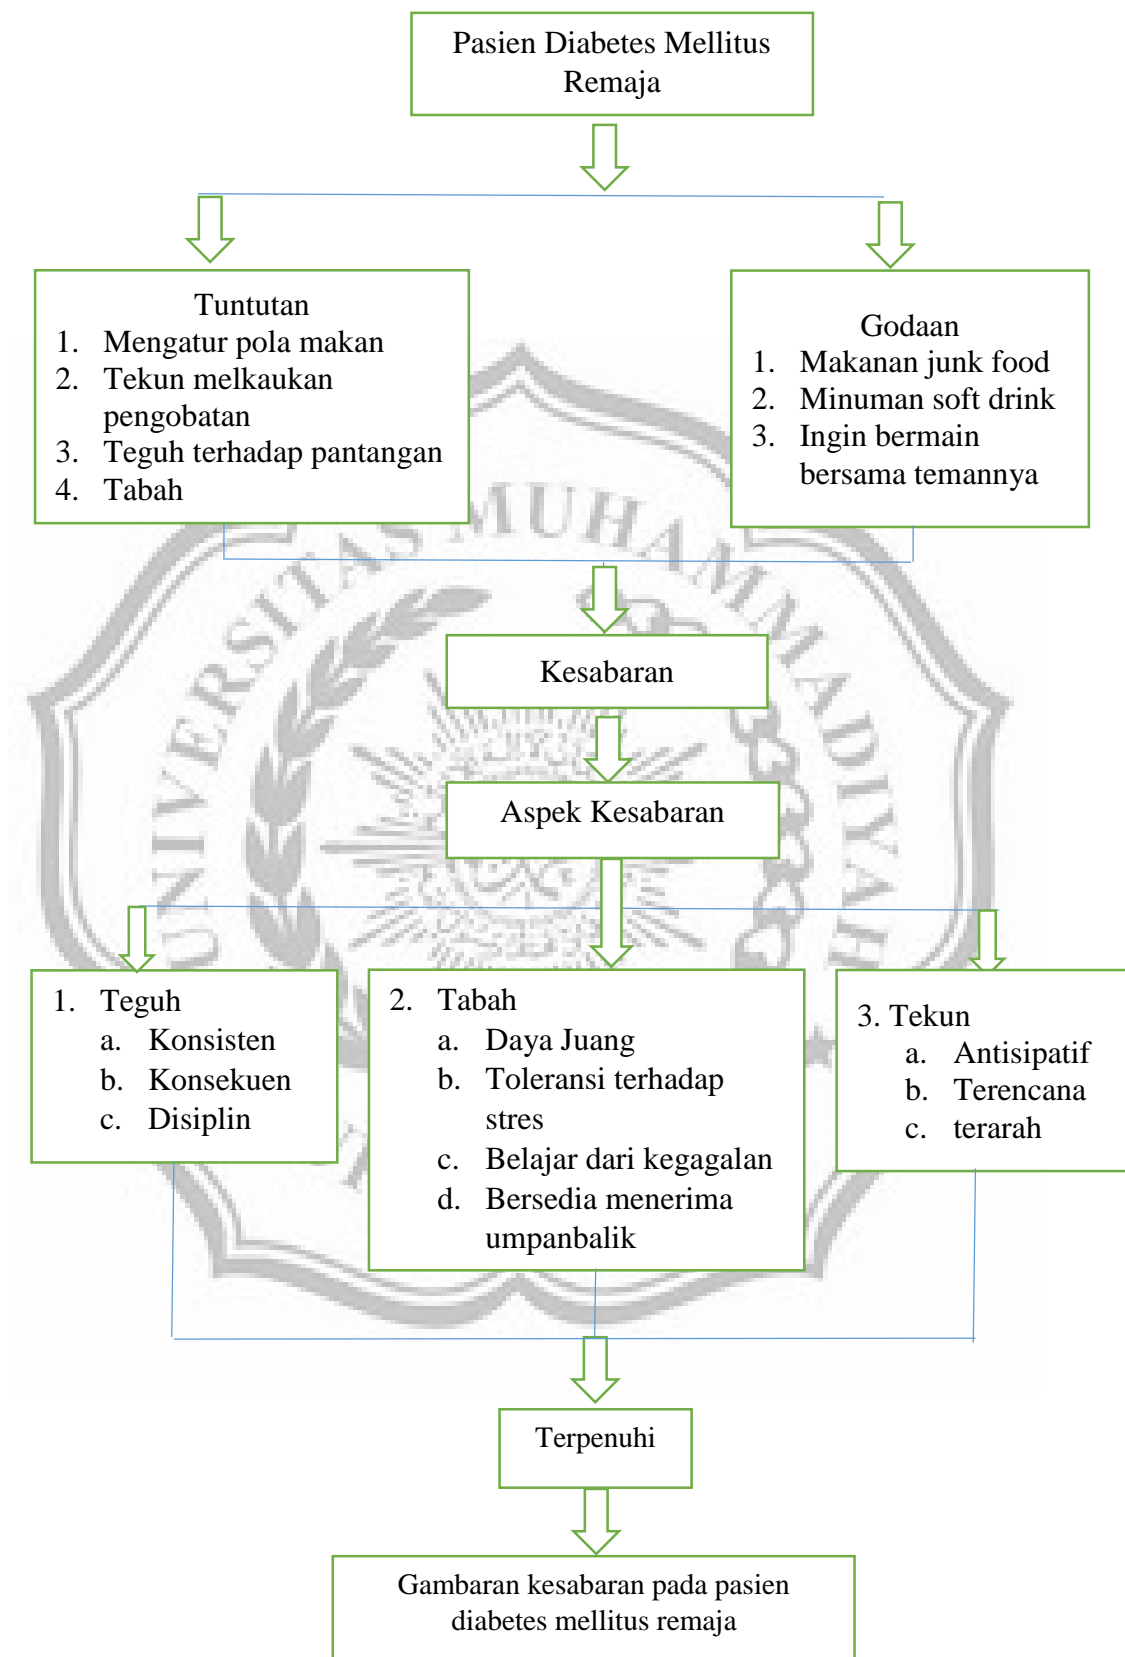 Pasien Diabetes Mellitus
Remaja
Tuntutan
1. Mengatur pola makan
2. Tekun melkaukan
pengobatan
3. Teguh terhadap pantangan
4. Tabah
Godaan
1. Makanan junk food
2. Minuman soft drink
3. Ingin bermain
bersama temannya
UNIVERSITAS MUHAMMADIYAH
Kesabaran
Aspek Kesabaran
1. Teguh
a. Konsisten
b. Konsekuen
c. Disiplin
2. Tabah
a. Daya Juang
b. Toleransi terhadap
stres
c. Belajar dari kegagalan
d. Bersedia menerima
umpanbalik
3. Tekun
a. Antisipatif
b. Terencana
c. terarah
Terpenuhi
Gambaran kesabaran pada pasien
diabetes mellitus remaja